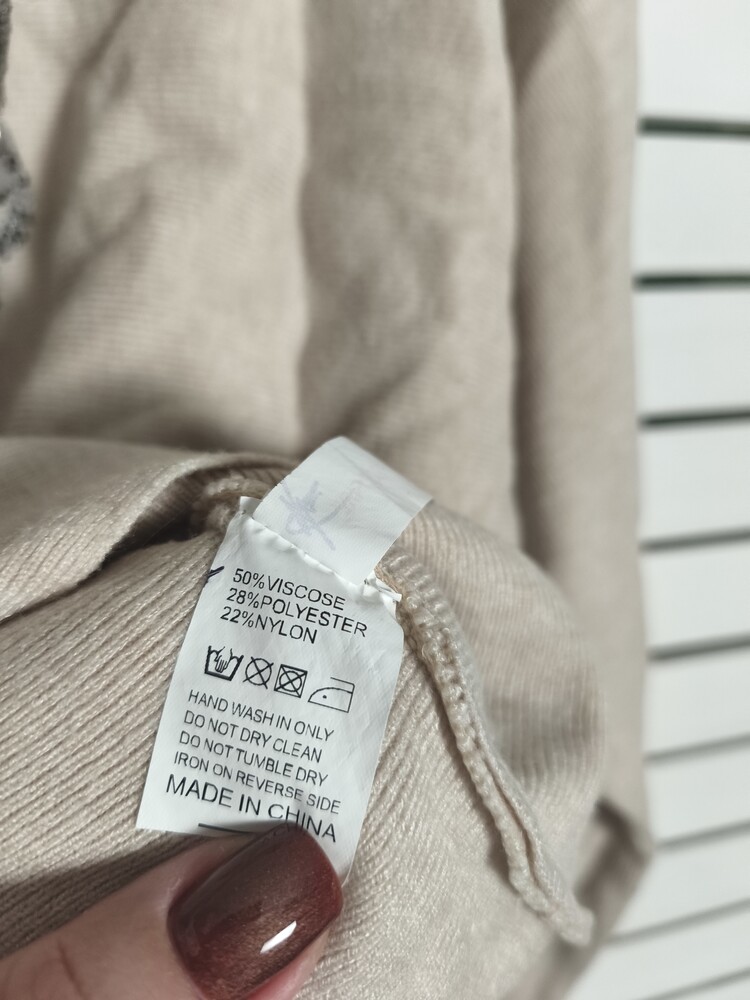 50%VISCOSE
28%POLYESTER
22%NYLON
HAND WASH IN ONLY
DO NOT DRY CLEAN
DO NOT TUMBLE DRY
IRON ON REVERSE SIDE
MADE IN CHINA